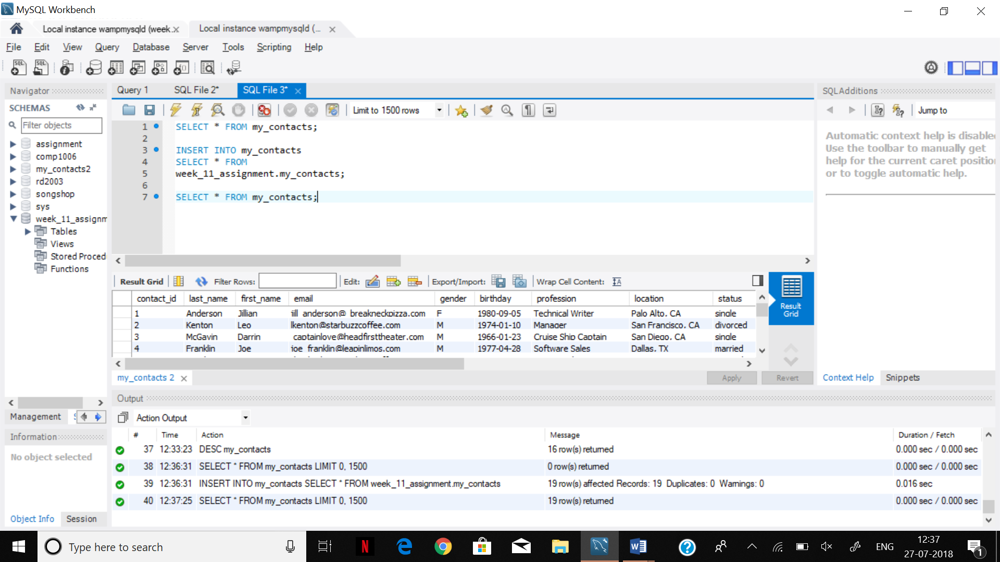 MySQL Workbench
Local instance wampmysqld (week...
Local instance wampmysqld (...
File Edit View Query Database Server Tools Scripting Help
Navigator
SCHEMAS
Filter objects
assignment
comp1006
my_contacts2
rd2003
songshop
sys
week_11_assignm
Tables
Views
Stored Proced
Functions
Management
Information
No object selected
Object Info Session
Query 1 SQL File 2* SQL File 3*
Limit to 1500 rows
1 SELECT * FROM my_contacts;
2
3 INSERT INTO my_contacts
4 SELECT * FROM
5 week_11_assignment.my_contacts;
6
7 SELECT * FROM my_contacts;
Result Grid Filter Rows: Edit: Export/Import: Wrap Cell Content:
contact_id last_name first_name email gender birthday profession location status
1 Anderson Jillian jill_anderson@ breakneckpizza.com F 1980-09-05 Technical Writer Palo Alto, CA single
2 Kenton Leo lkenton@starbuzzcoffee.com M 1974-01-10 Manager San Francisco, CA divorced
3 McGavin Darrin captainlove@headfirsttheater.com M 1966-01-23 Cruise Ship Captain San Diego, CA single
4 Franklin Joe joe_franklin@leapinlimos.com M 1977-04-28 Software Sales Dallas, TX married
Result Grid
my_contacts 2
Apply Revert
SQLAdditions
Jump to
Automatic context help is disable
Use the toolbar to manually get
help for the current caret position
or to toggle automatic help.
Context Help Snippets
Output
Action Output
# Time Action Message Duration / Fetch
37 12:33:23 DESC my_contacts 16 row(s) returned 0.000 sec / 0.000 sec
38 12:36:31 SELECT * FROM my_contacts LIMIT 0, 1500 0 row(s) returned 0.000 sec / 0.000 sec
39 12:36:31 INSERT INTO my_contacts SELECT * FROM week_11_assignment.my_contacts 19 row(s) affected Records: 19 Duplicates: 0 Warnings: 0 0.016 sec
40 12:37:25 SELECT * FROM my_contacts LIMIT 0, 1500 19 row(s) returned 0.000 sec / 0.000 sec
Type here to search
ENG
12:37
27-07-2018
1